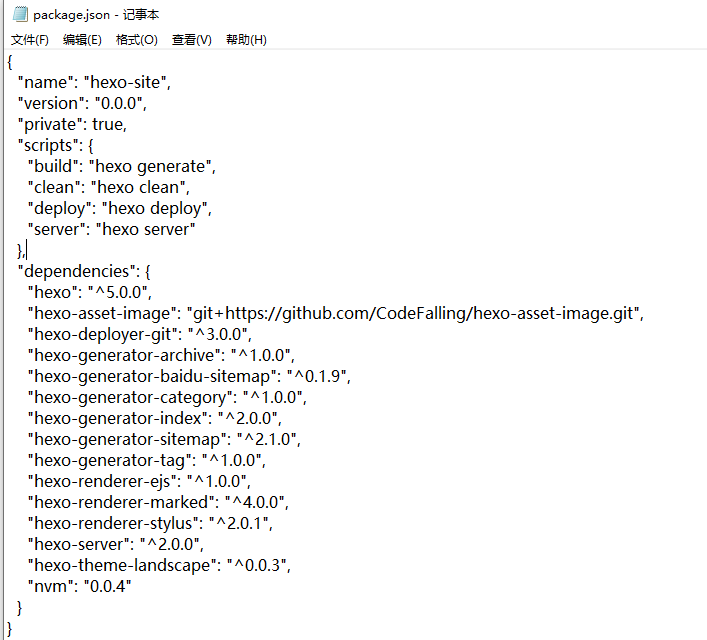 package.json - 记事本
文件(F) 编辑(E) 格式(O) 查看(V) 帮助(H)
{
  "name": "hexo-site",
  "version": "0.0.0",
  "private": true,
  "scripts": {
    "build": "hexo generate",
    "clean": "hexo clean",
    "deploy": "hexo deploy",
    "server": "hexo server"
  },
  "dependencies": {
    "hexo": "^5.0.0",
    "hexo-asset-image": "git+https://github.com/CodeFalling/hexo-asset-image.git",
    "hexo-deployer-git": "^3.0.0",
    "hexo-generator-archive": "^1.0.0",
    "hexo-generator-baidu-sitemap": "^0.1.9",
    "hexo-generator-category": "^1.0.0",
    "hexo-generator-index": "^2.0.0",
    "hexo-generator-sitemap": "^2.1.0",
    "hexo-generator-tag": "^1.0.0",
    "hexo-renderer-ejs": "^1.0.0",
    "hexo-renderer-marked": "^4.0.0",
    "hexo-renderer-stylus": "^2.0.1",
    "hexo-server": "^2.0.0",
    "hexo-theme-landscape": "^0.0.3",
    "nvm": "0.0.4"
  }
}